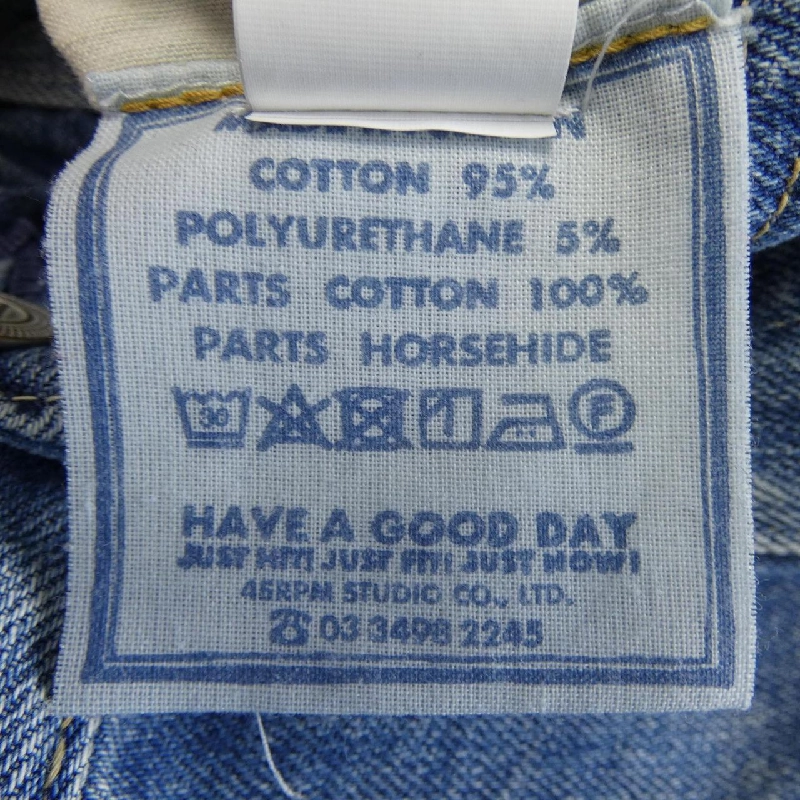 COTTON 95%
POLYURETHANE 5%
PARTS COTTON 100%
PARTS HORSEHIDE
30
F
HAVE A GOOD DAY
JUST HIT! JUST FIT! JUST NOW!
45RPM STUDIO CO., LTD.
☎ 03 3498 2245